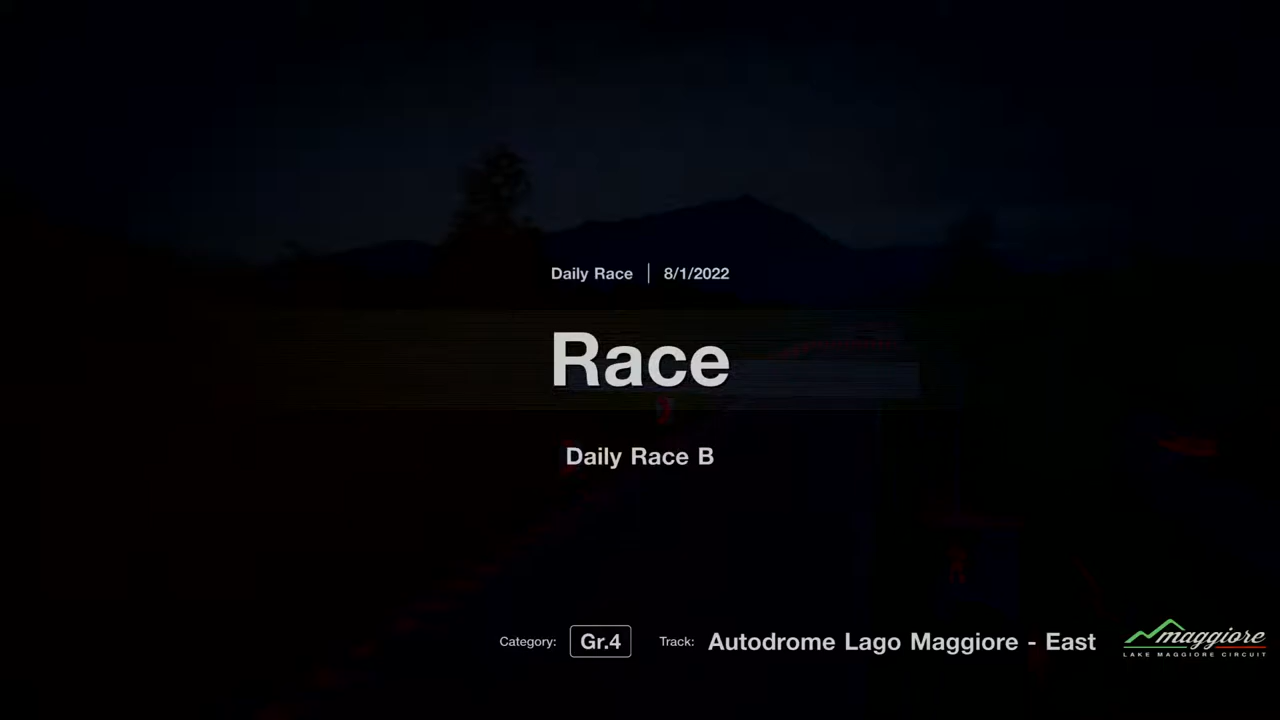 Daily Race | 8/1/2022
Race
Daily Race B
Category: Gr.4 Track: Autodrome Lago Maggiore - East
maggiore
LAKE MAGGIORE CIRCUIT